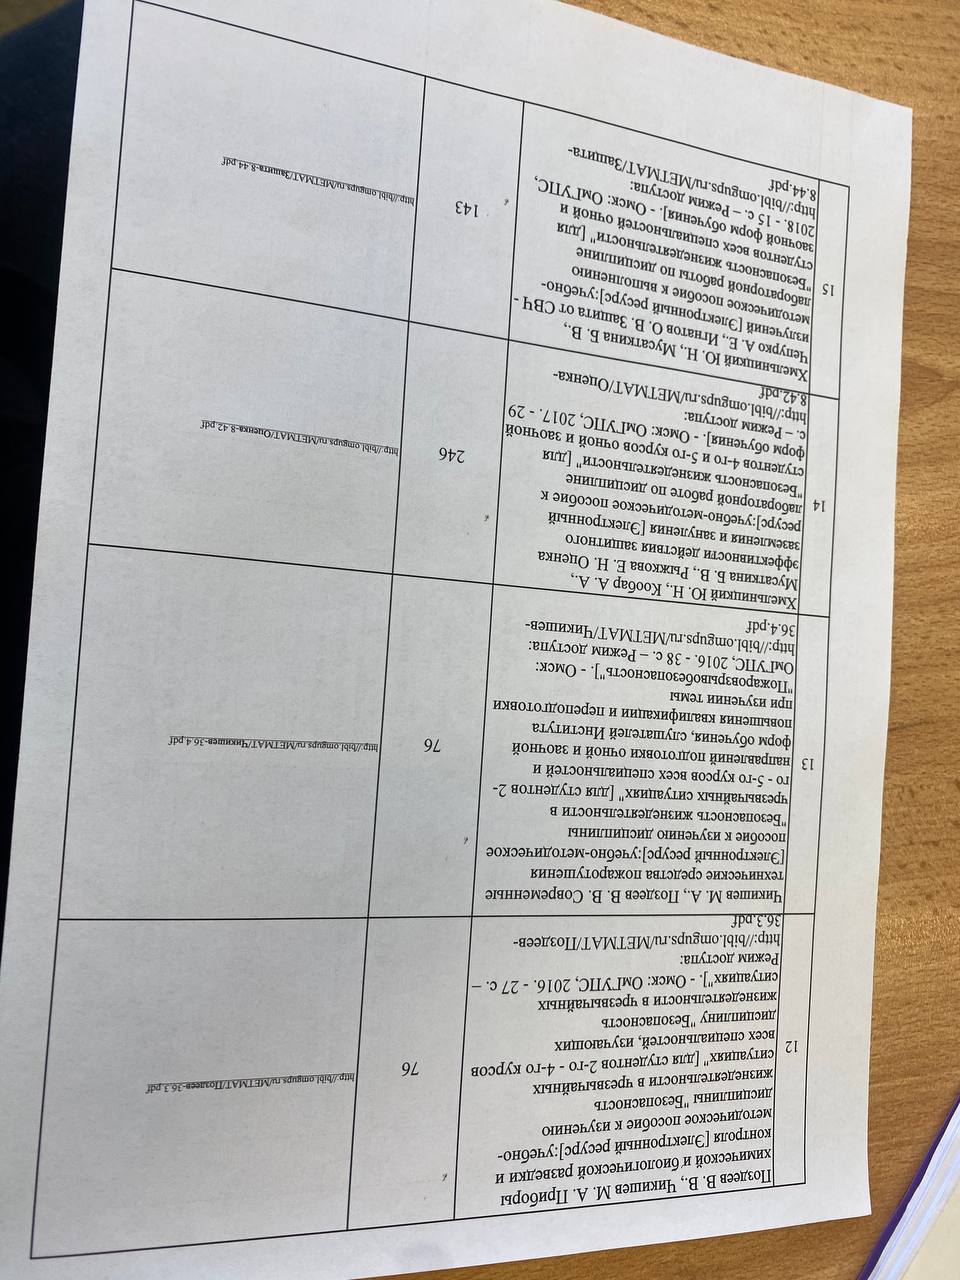 12
Поздеев В. В., Чикишев М. А. Приборы
химической и биологической разведки и
контроля [Электронный ресурс]:учебно-
методическое пособие к изучению
дисциплины "Безопасность
жизнедеятельности в чрезвычайных
ситуациях" [для студентов 2-го - 4-го курсов
всех специальностей, изучающих
дисциплину "Безопасность
жизнедеятельности в чрезвычайных
ситуациях"]. - Омск: ОмГУПС, 2016. - 27 с. –
Режим доступа:
http://bibl.omgups.ru/МЕТМАТ/Поздеев-
36.3.pdf
76
http://bibl.omgups.ru/МЕТМАТ/Поздеев-36.3.pdf
13
Чикишев М. А., Поздеев В. В. Современные
технические средства пожаротушения
[Электронный ресурс]:учебно-методическое
пособие к изучению дисциплины
"Безопасность жизнедеятельности в
чрезвычайных ситуациях" [для студентов 2-
го - 5-го курсов всех специальностей и
направлений подготовки очной и заочной
форм обучения, слушателей Института
повышения квалификации и переподготовки
при изучении темы
"Пожаровзрывобезопасность"]. - Омск:
ОмГУПС, 2016. - 38 с. – Режим доступа:
http://bibl.omgups.ru/МЕТМАТ/Чикишев-
36.4.pdf
76
http://bibl.omgups.ru/МЕТМАТ/Чикишев-36.4.pdf
14
Хмельницкий Ю. Н., Кообар А. А.,
Мусаткина Б. В., Рыжкова Е. Н. Оценка
эффективности действия защитного
заземления и зануления [Электронный
ресурс]:учебно-методическое пособие к
лабораторной работе по дисциплине
"Безопасность жизнедеятельности" [для
студентов 4-го и 5-го курсов очной и заочной
форм обучения]. - Омск: ОмГУПС, 2017. - 29
с. – Режим доступа:
http://bibl.omgups.ru/МЕТМАТ/Оценка-
8.42.pdf
246
http://bibl.omgups.ru/МЕТМАТ/Оценка-8.42.pdf
15
Хмельницкий Ю. Н., Мусаткина Б. В.,
Чепурко А. Е., Игнатов О. В. Защита от СВЧ -
излучений [Электронный ресурс]:учебно-
методическое пособие к выполнению
лабораторной работы по дисциплине
"Безопасность жизнедеятельности" [для
студентов всех специальностей очной и
заочной форм обучения]. - Омск: ОмГУПС,
2018. - 15 с. – Режим доступа:
http://bibl.omgups.ru/МЕТМАТ/Защита-
8.44.pdf
143
http://bibl.omgups.ru/МЕТМАТ/Защита-8.44.pdf